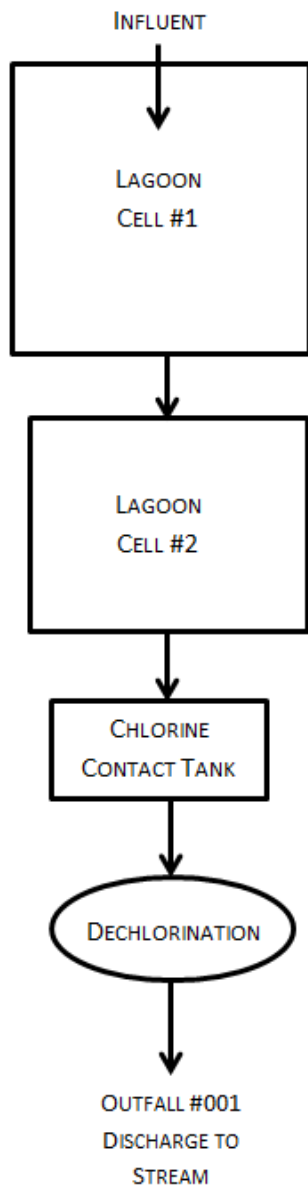 INFLUENT
LAGOON
CELL #1
LAGOON
CELL #2
CHLORINE
CONTACT TANK
DECHLORINATION
OUTFALL #001
DISCHARGE TO
STREAM